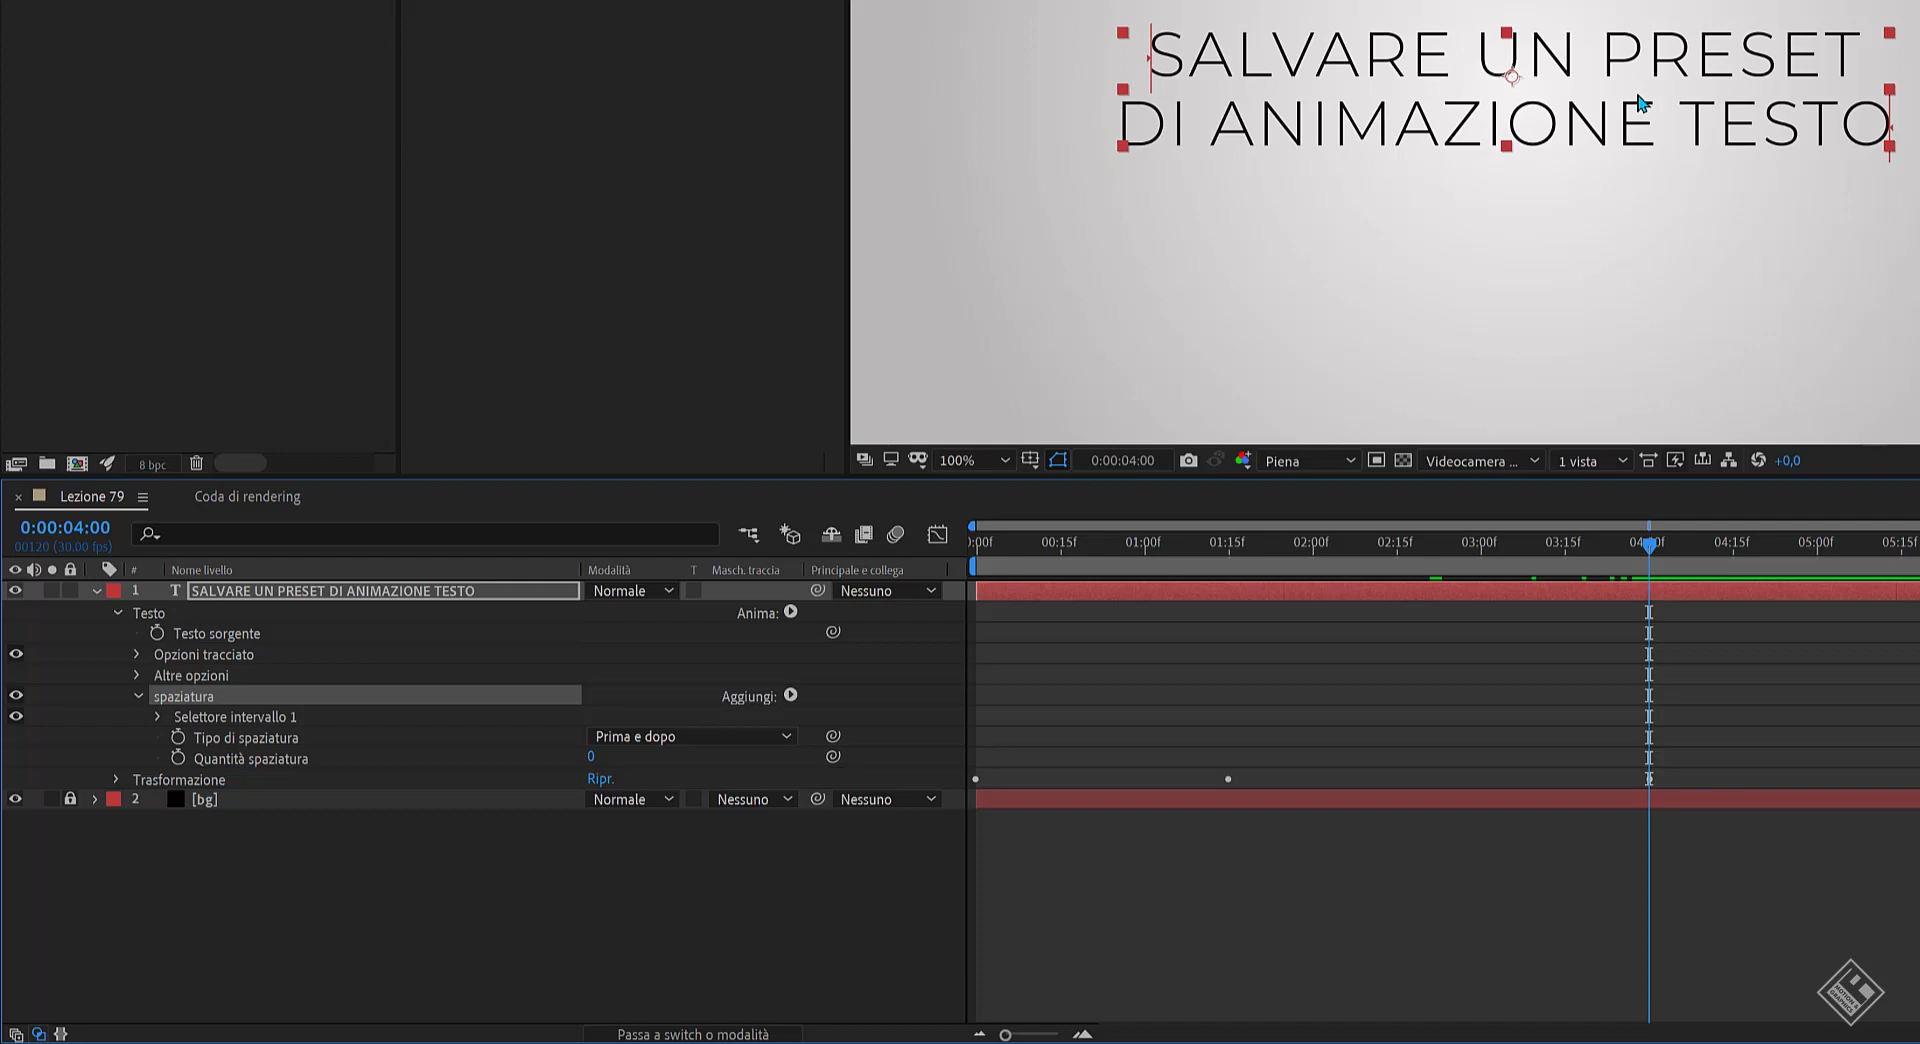 SALVARE UN PRESET
DI ANIMAZIONE TESTO
8 bpc
100%
0:00:04:00
Piena
Videocamera ...
1 vista
+0,0
Lezione 79
Coda di rendering
0:00:04:00
00120 (30.00 fps)
):00f 00:15f 01:00f 01:15f 02:00f 02:15f 03:00f 03:15f 04:00f 04:15f 05:00f 05:15f
# Nome livello Modalità T Masch. traccia Principale e collega
1 T SALVARE UN PRESET DI ANIMAZIONE TESTO Normale Nessuno
Testo Anima:
Testo sorgente
Opzioni tracciato
Altre opzioni
spaziatura Aggiungi:
Selettore intervallo 1
Tipo di spaziatura Prima e dopo
Quantità spaziatura 0
Trasformazione Ripr.
2 [bg] Normale Nessuno Nessuno
Passa a switch o modalità